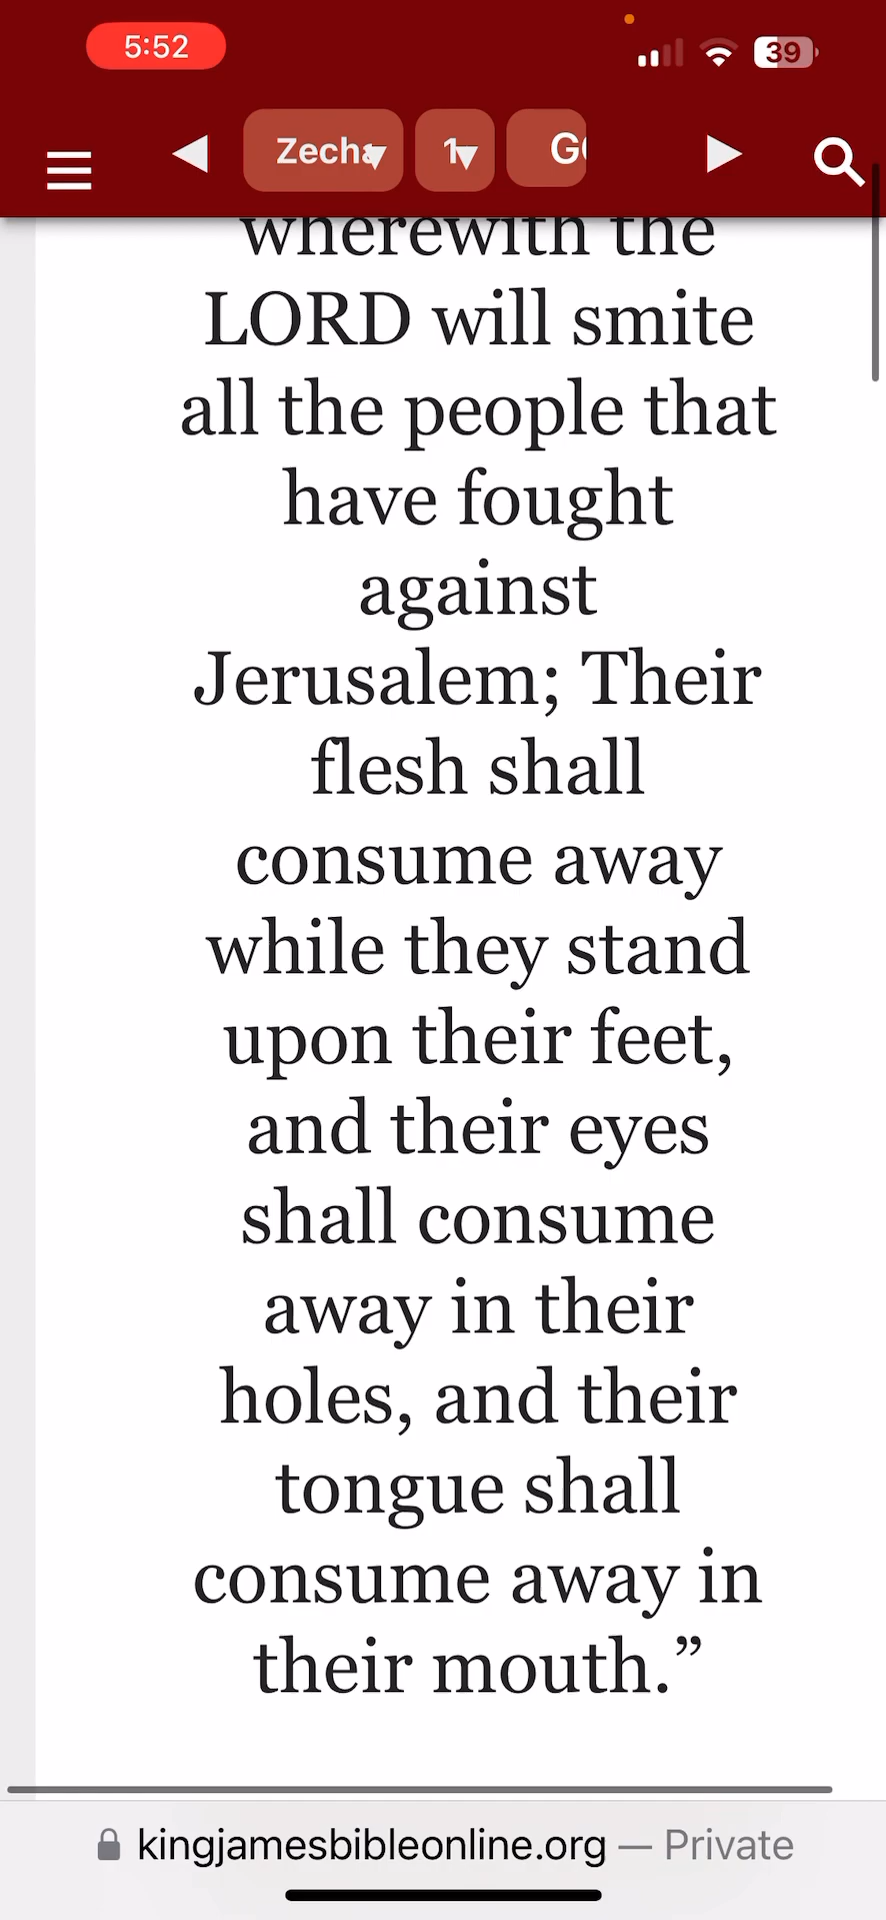 5:52
39
Zecha
1
G
wherewith the
LORD will smite
all the people that
have fought
against
Jerusalem; Their
flesh shall
consume away
while they stand
upon their feet,
and their eyes
shall consume
away in their
holes, and their
tongue shall
consume away in
their mouth.”
kingjamesbibleonline.org — Private